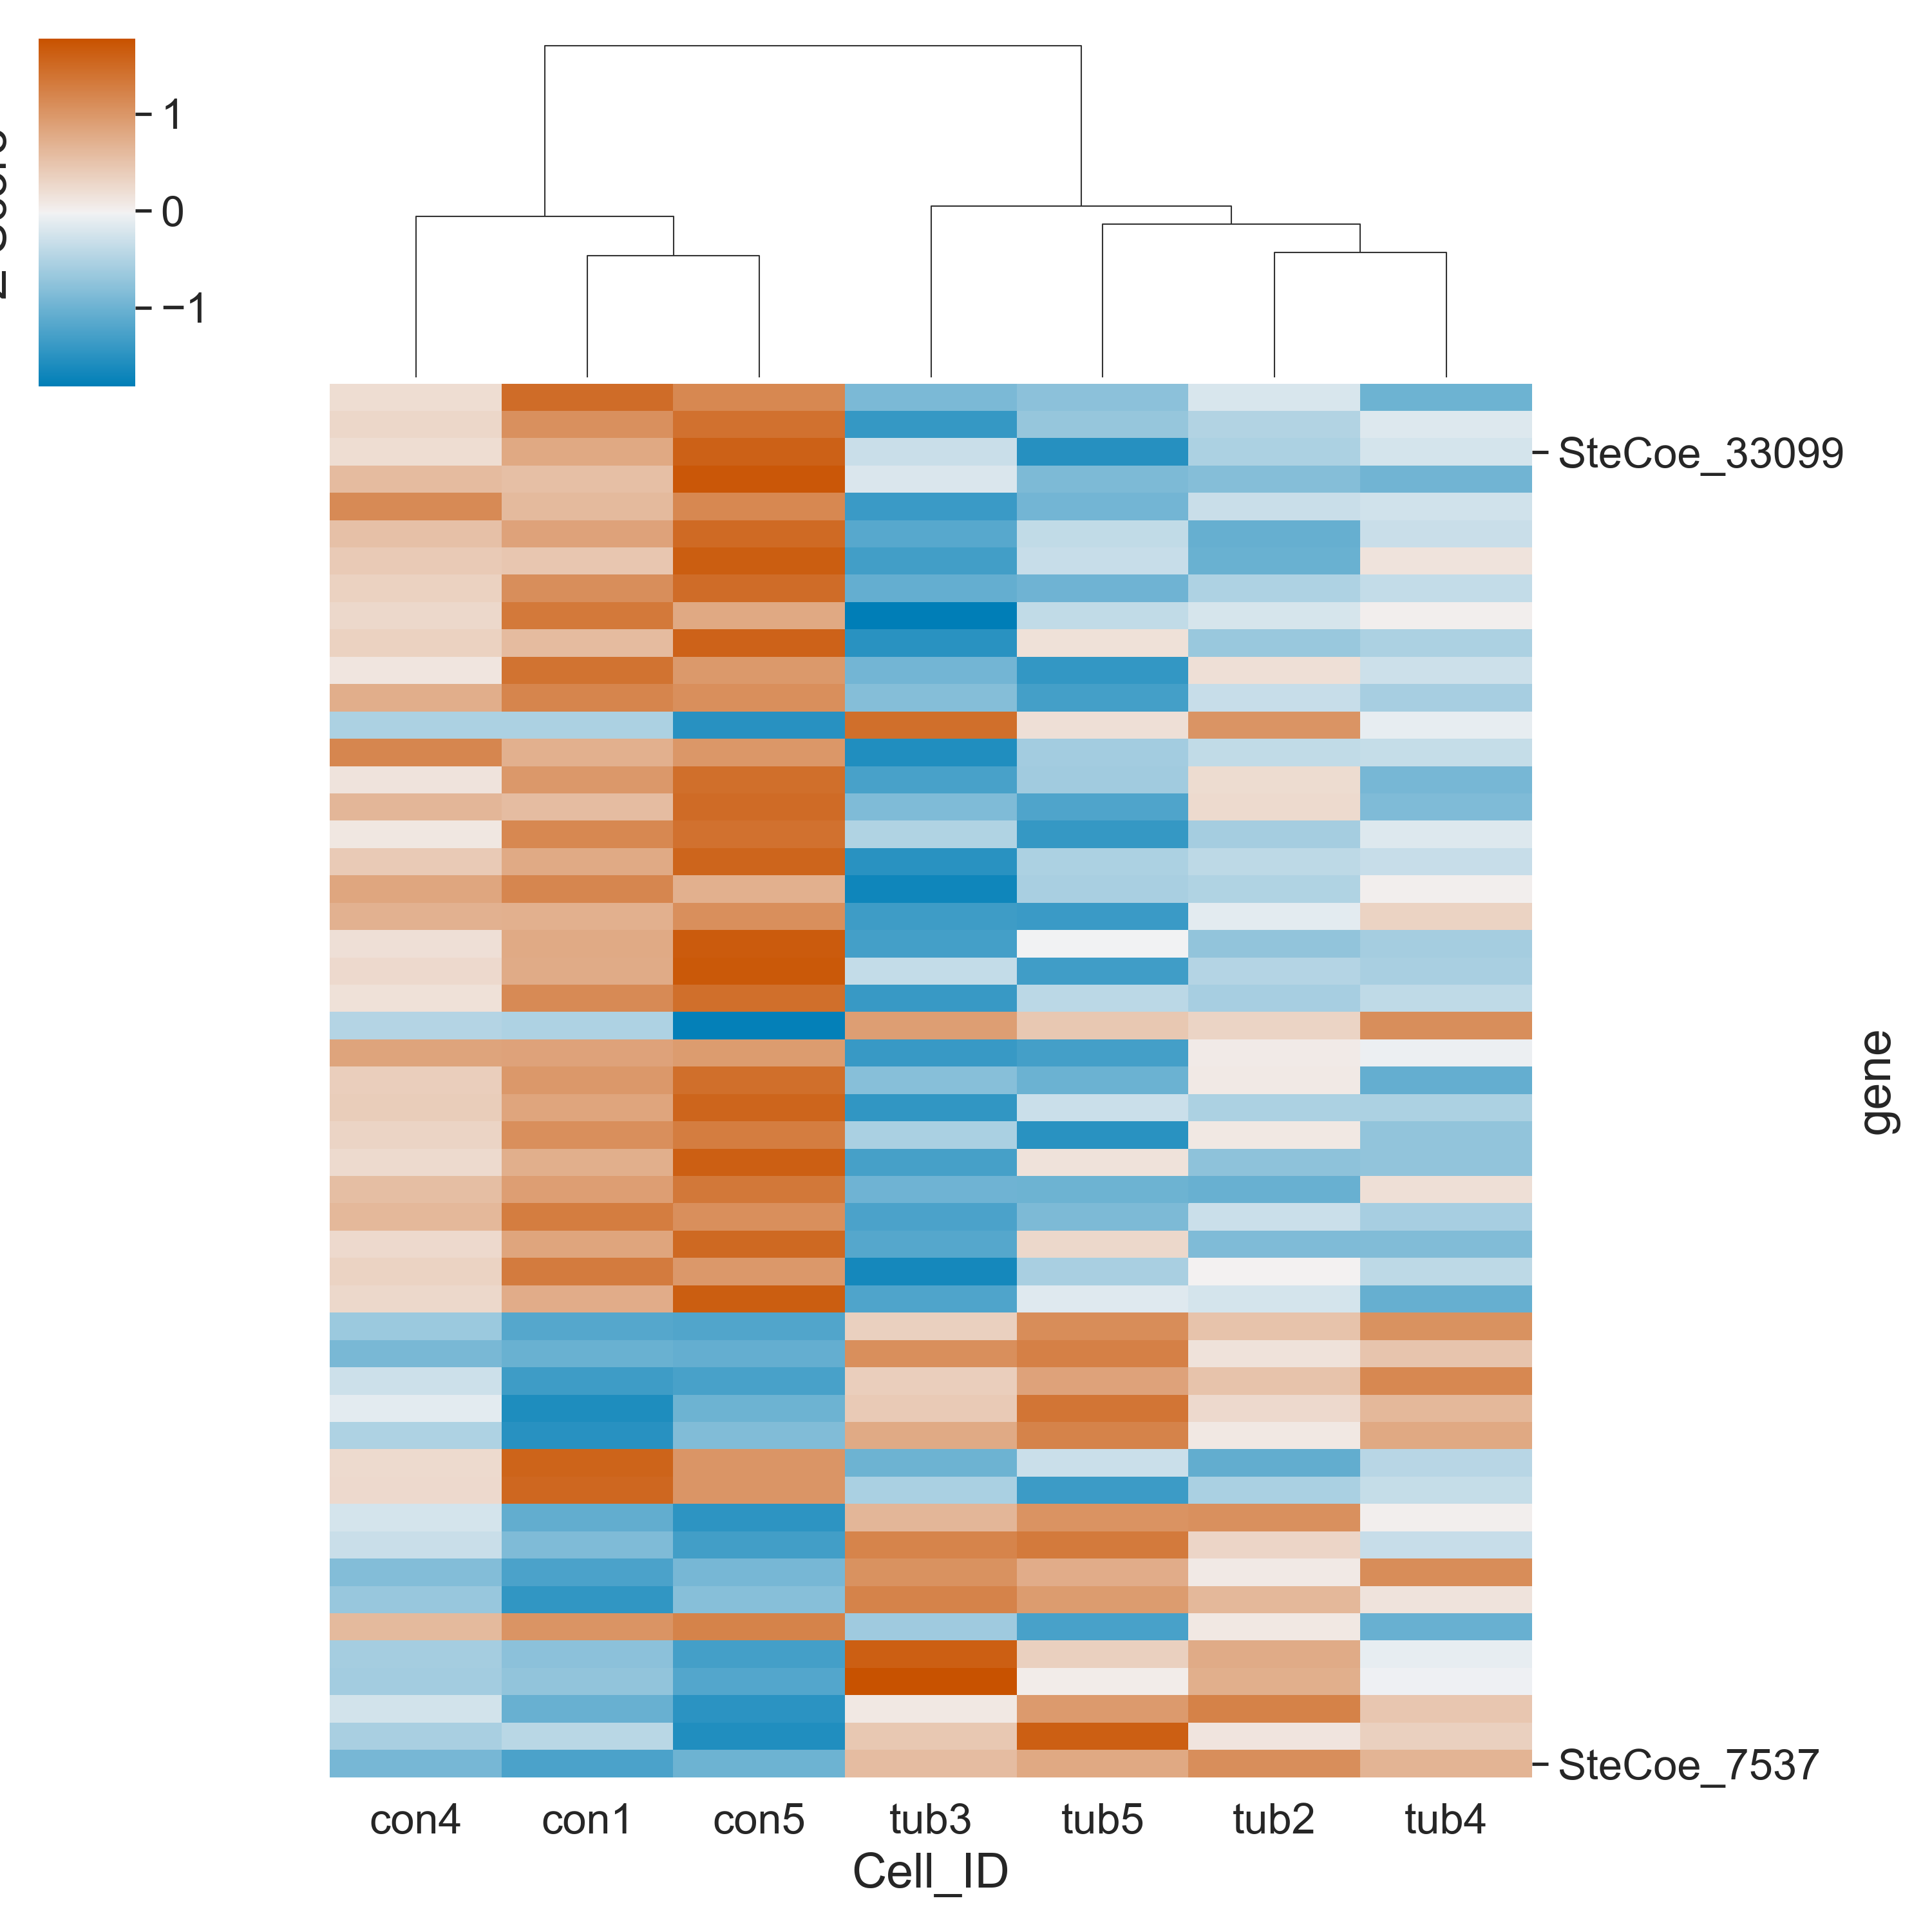 1
0
−1
SteCoe_33099
gene
SteCoe_7537
con4 con1 con5 tub3 tub5 tub2 tub4
Cell_ID